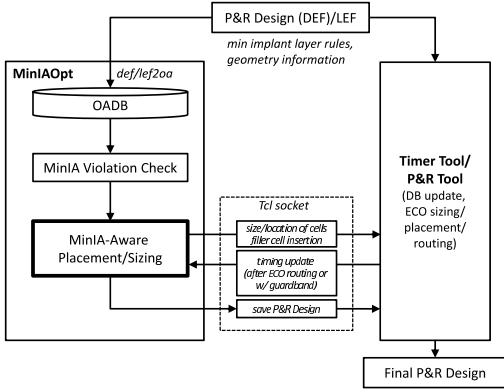 P&R Design (DEF)/LEF
min implant layer rules,
geometry information
MinIAOpt
def/lef2oa
OADB
MinIA Violation Check
MinIA-Aware
Placement/Sizing
Tcl socket
size/location of cells
filler cell insertion
timing update
(after ECO routing or
w/ guardband)
save P&R Design
Timer Tool/
P&R Tool
(DB update,
ECO sizing/
placement/
routing)
Final P&R Design